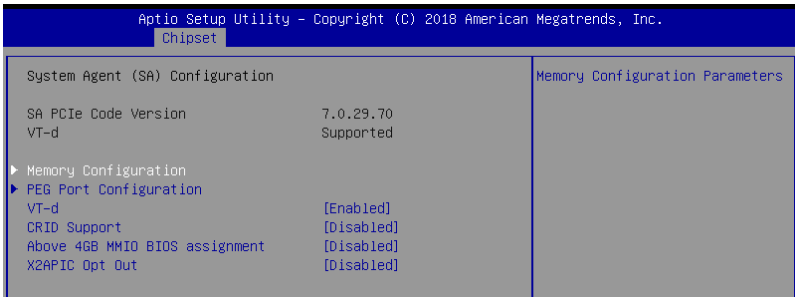 Aptio Setup Utility – Copyright (C) 2018 American Megatrends, Inc.
Chipset
System Agent (SA) Configuration
Memory Configuration Parameters
SA PCIe Code Version 7.0.29.70
VT-d Supported
Memory Configuration
PEG Port Configuration
VT-d [Enabled]
CRID Support [Disabled]
Above 4GB MMIO BIOS assignment [Disabled]
X2APIC Opt Out [Disabled]